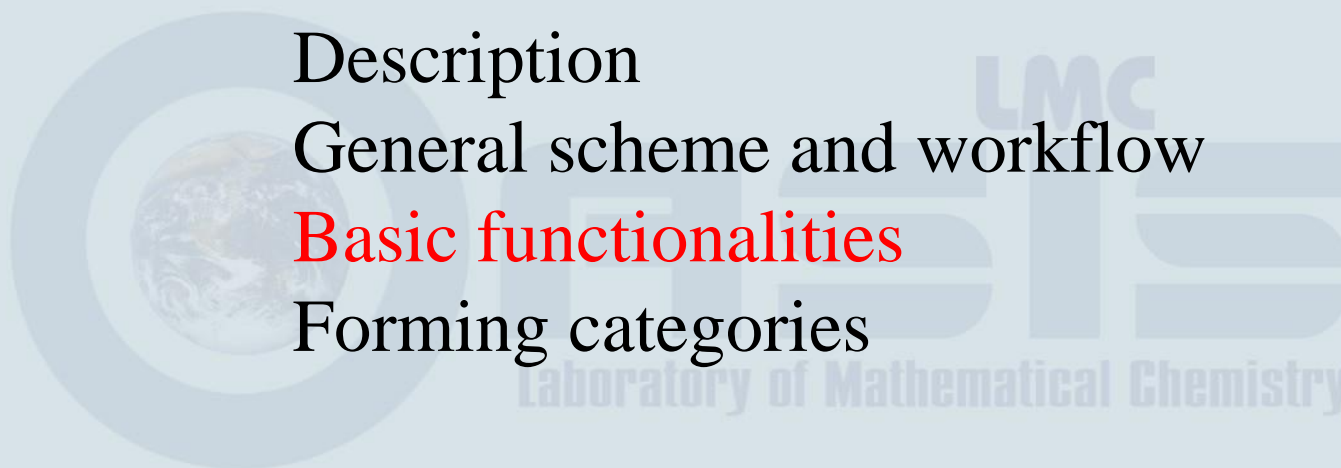 Description
LMC
General scheme and workflow
Basic functionalities
Forming categories
Laboratory of Mathematical Chemistry